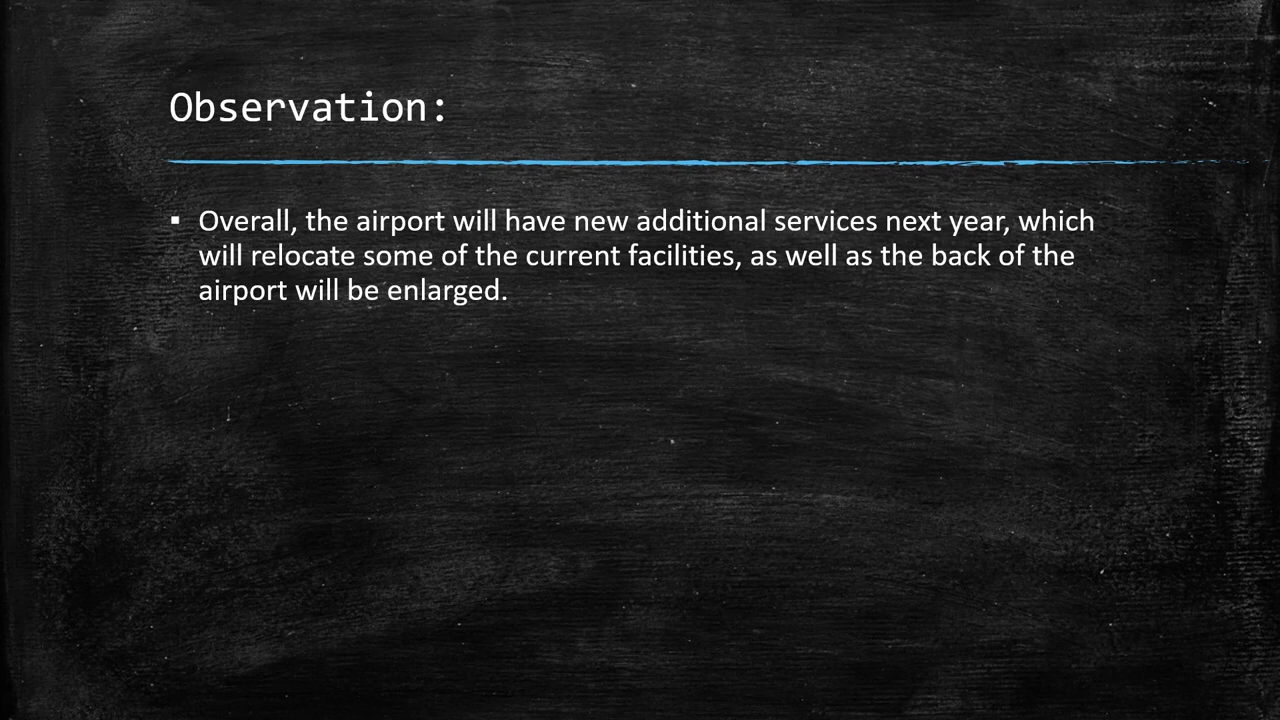 Observation:
▪ Overall, the airport will have new additional services next year, which
will relocate some of the current facilities, as well as the back of the
airport will be enlarged.